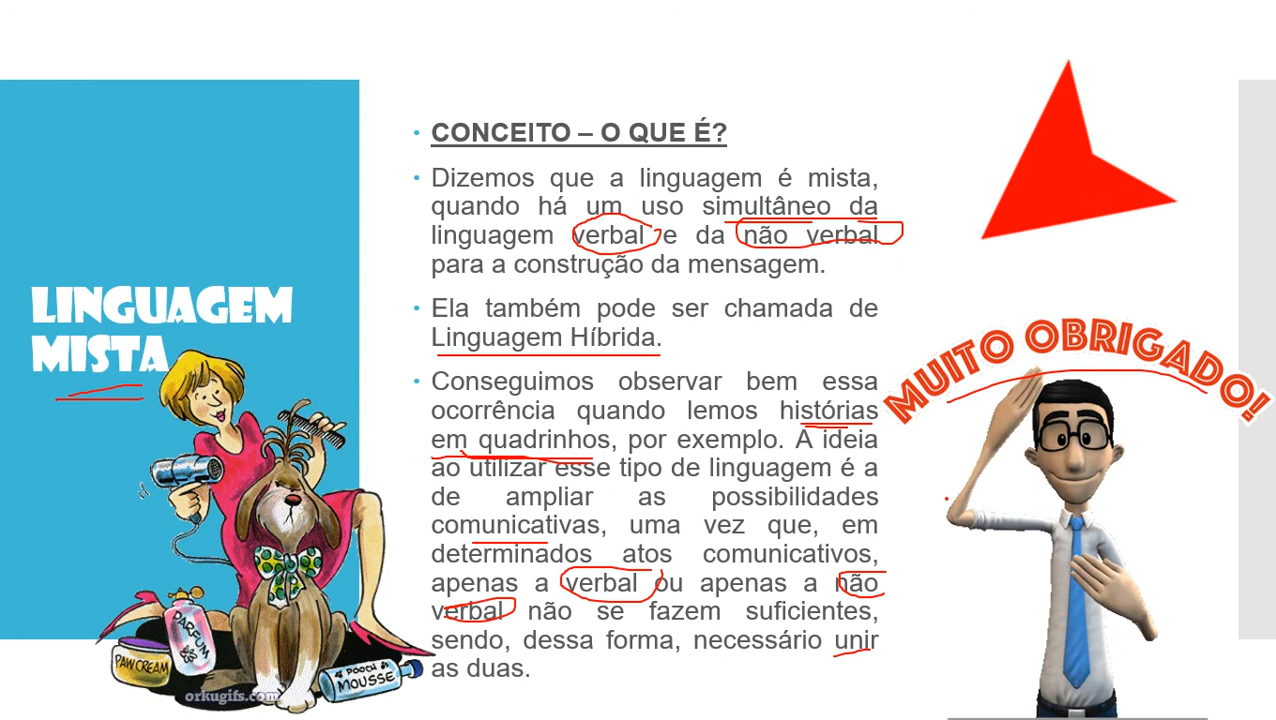 LINGUAGEM
MISTA
CONCEITO – O QUE É?
Dizemos que a linguagem é mista,
quando há um uso simultâneo da
linguagem verbal e da não verbal
para a construção da mensagem.
Ela também pode ser chamada de
Linguagem Híbrida.
Conseguimos observar bem essa
ocorrência quando lemos histórias
em quadrinhos, por exemplo. A ideia
ao utilizar esse tipo de linguagem é a
de ampliar as possibilidades
comunicativas, uma vez que, em
determinados atos comunicativos,
apenas a verbal ou apenas a não
verbal não se fazem suficientes,
sendo, dessa forma, necessário unir
as duas.
MUITO OBRIGADO!
PARFUM
PAW CREAM
POOCH
MOUSSE
orkugifs.com